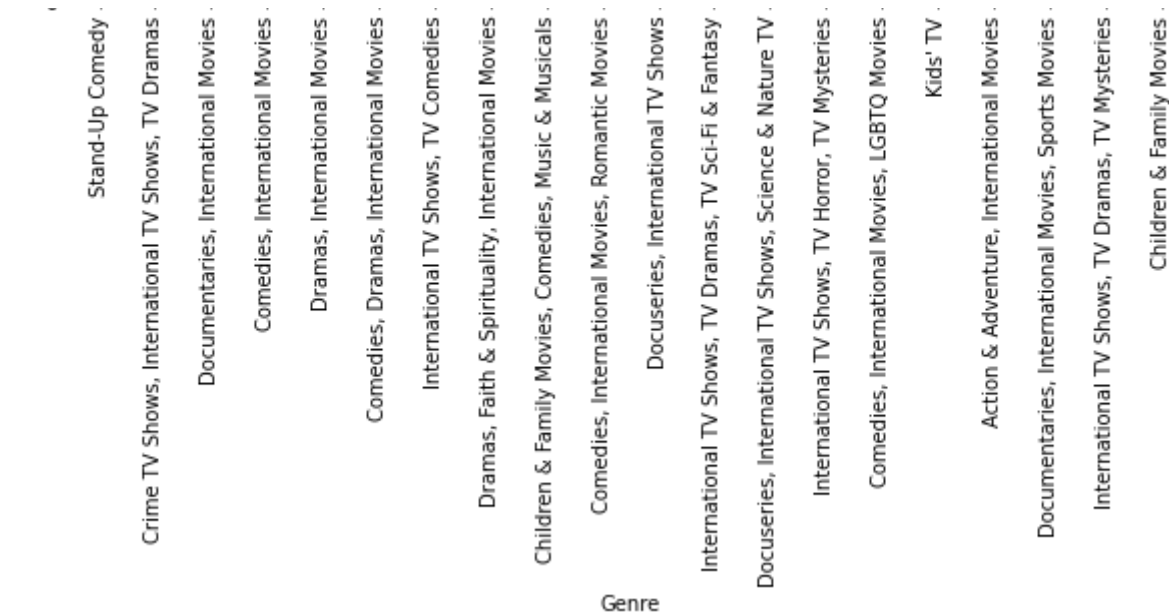 Stand-Up Comedy
Crime TV Shows, International TV Shows, TV Dramas
Documentaries, International Movies
Comedies, International Movies
Dramas, International Movies
Comedies, Dramas, International Movies
International TV Shows, TV Comedies
Dramas, Faith & Spirituality, International Movies
Children & Family Movies, Comedies, Music & Musicals
Comedies, International Movies, Romantic Movies
Docuseries, International TV Shows
International TV Shows, TV Dramas, TV Sci-Fi & Fantasy
Docuseries, International TV Shows, Science & Nature TV
International TV Shows, TV Horror, TV Mysteries
Comedies, International Movies, LGBTQ Movies
Kids' TV
Action & Adventure, International Movies
Documentaries, International Movies, Sports Movies
International TV Shows, TV Dramas, TV Mysteries
Children & Family Movies
Genre